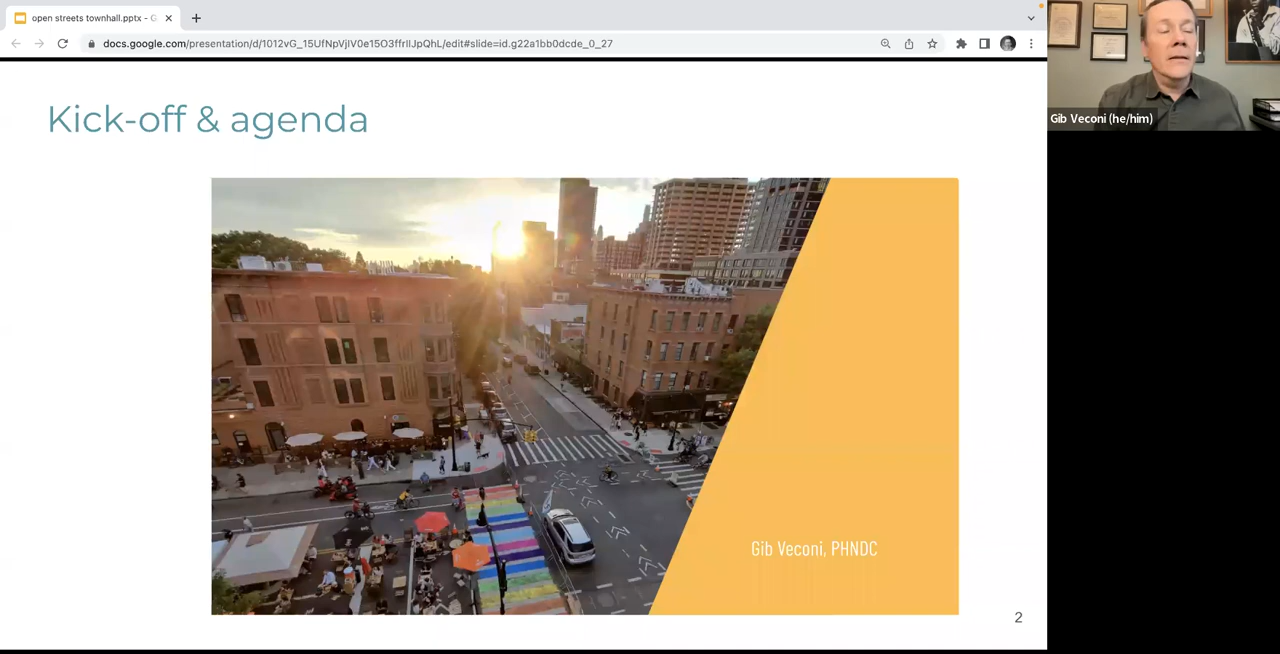 open streets townhall.pptx - G
docs.google.com/presentation/d/1012vG_15UfNpVjIV0e15O3ffrIlJpQhL/edit#slide=id.g22a1bb0dcde_0_27
Gib Veconi (he/him)
Kick-off & agenda
Gib Veconi, PHNDC
2